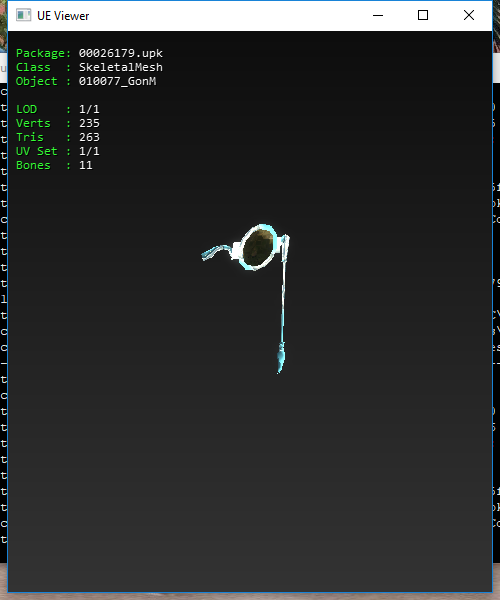 UE Viewer
Package: 00026179.upk
Class : SkeletalMesh
Object : 010077_GonM
LOD : 1/1
Verts : 235
Tris : 263
UV Set : 1/1
Bones : 11